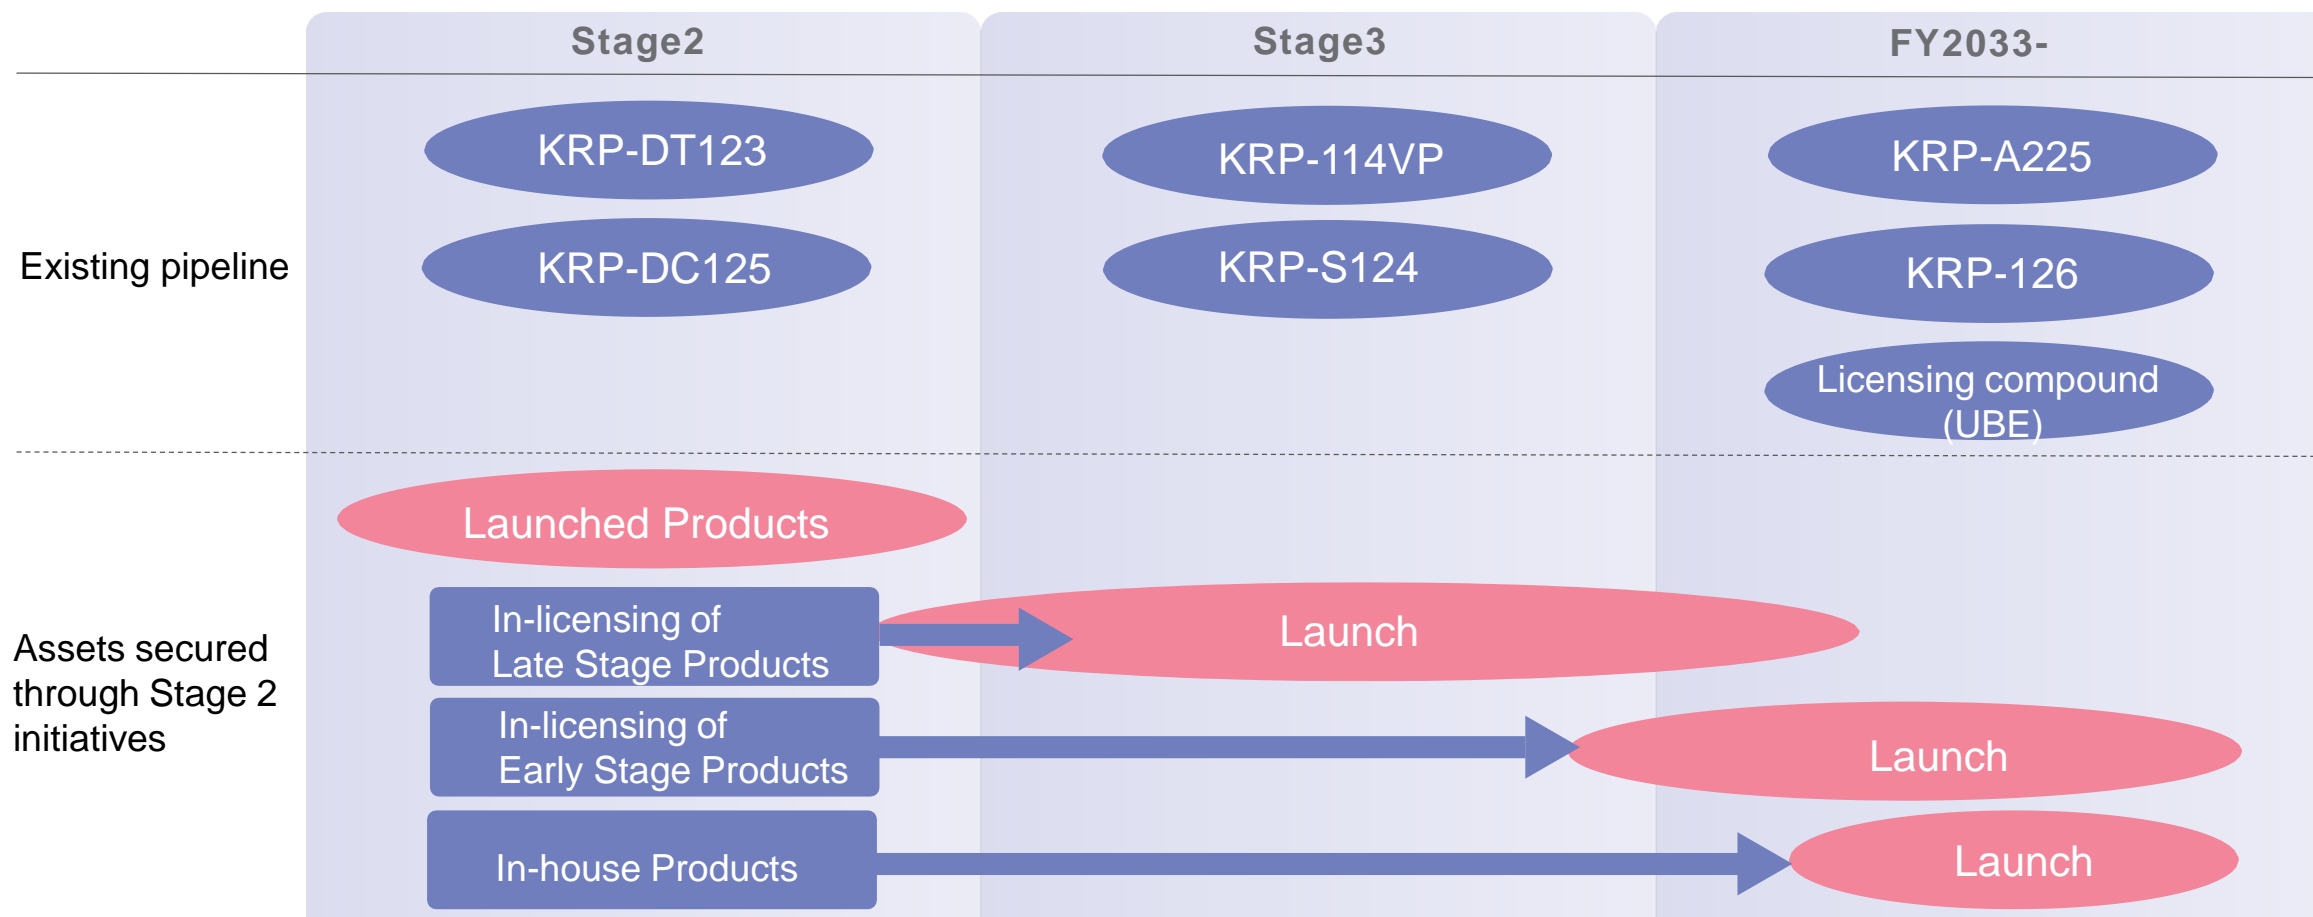 Stage2
Stage3
FY2033-
Existing pipeline
KRP-DT123
KRP-114VP
KRP-A225
KRP-DC125
KRP-S124
KRP-126
Licensing compound
(UBE)
Assets secured
through Stage 2
initiatives
Launched Products
In-licensing of
Late Stage Products
Launch
In-licensing of
Early Stage Products
Launch
In-house Products
Launch